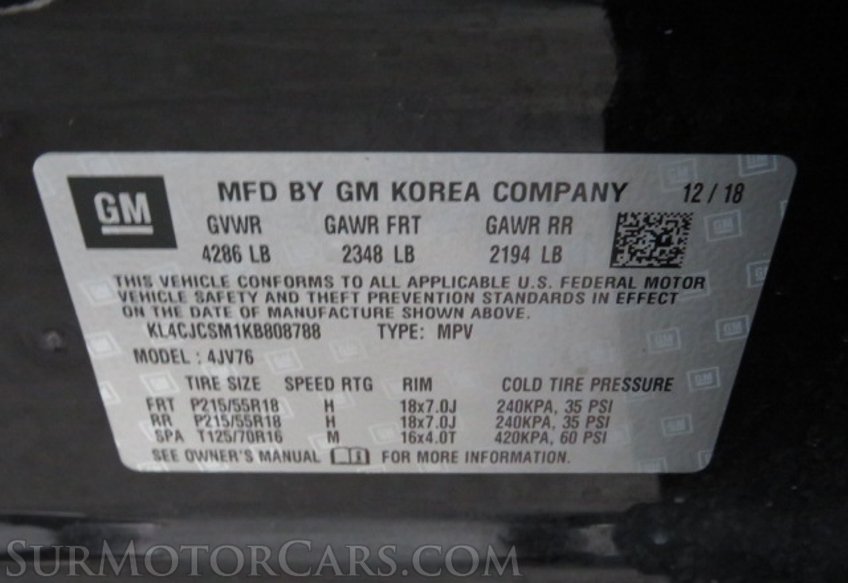 GM MFD BY GM KOREA COMPANY 12/18
GVWR GAWR FRT GAWR RR
4286 LB 2348 LB 2194 LB
THIS VEHICLE CONFORMS TO ALL APPLICABLE U.S. FEDERAL MOTOR
VEHICLE SAFETY AND THEFT PREVENTION STANDARDS IN EFFECT
ON THE DATE OF MANUFACTURE SHOWN ABOVE.
KL4CJCSM1KB808788 TYPE: MPV
MODEL : 4JV76
TIRE SIZE SPEED RTG RIM COLD TIRE PRESSURE
FRT P215/55R18 H 18x7.0J 240KPA, 35 PSI
RR P215/55R18 H 18x7.0J 240KPA, 35 PSI
SPA T125/70R16 M 16x4.0T 420KPA, 60 PSI
SEE OWNER'S MANUAL FOR MORE INFORMATION.
SURMOTORCARS.COM